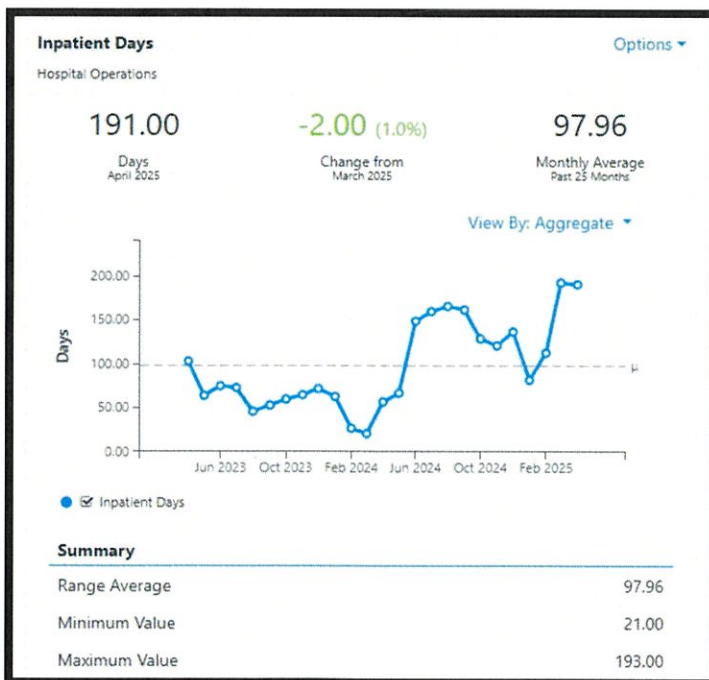 Inpatient Days
Options
Hospital Operations
191.00
Days
April 2025
-2.00 (1.0%)
Change from
March 2025
97.96
Monthly Average
Past 25 Months
View By: Aggregate
Days
200.00
150.00
100.00
50.00
0.00
μ
Jun 2023 Oct 2023 Feb 2024 Jun 2024 Oct 2024 Feb 2025
Inpatient Days
Summary
Range Average 97.96
Minimum Value 21.00
Maximum Value 193.00